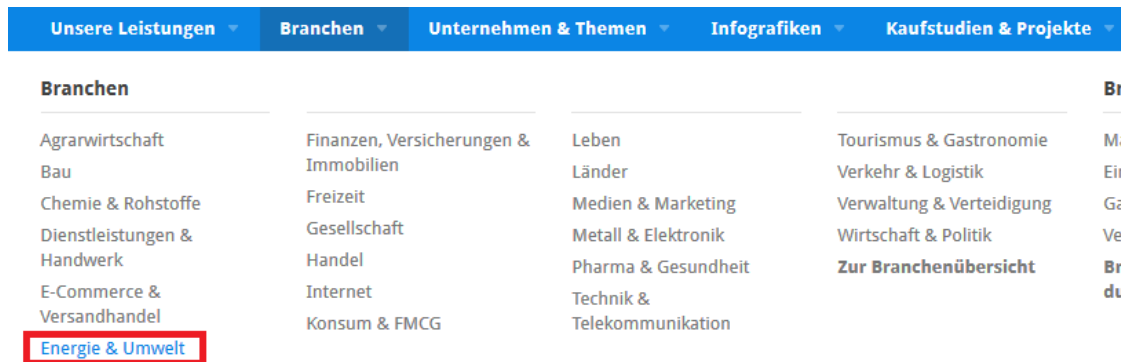 Unsere Leistungen
Branchen
Unternehmen & Themen
Infografiken
Kaufstudien & Projekte
Branchen
Agrarwirtschaft
Bau
Chemie & Rohstoffe
Dienstleistungen &
Handwerk
E-Commerce &
Versandhandel
Energie & Umwelt
Finanzen, Versicherungen &
Immobilien
Freizeit
Gesellschaft
Handel
Internet
Konsum & FMCG
Leben
Länder
Medien & Marketing
Metall & Elektronik
Pharma & Gesundheit
Technik &
Telekommunikation
Tourismus & Gastronomie
Verkehr & Logistik
Verwaltung & Verteidigung
Wirtschaft & Politik
Zur Branchenübersicht